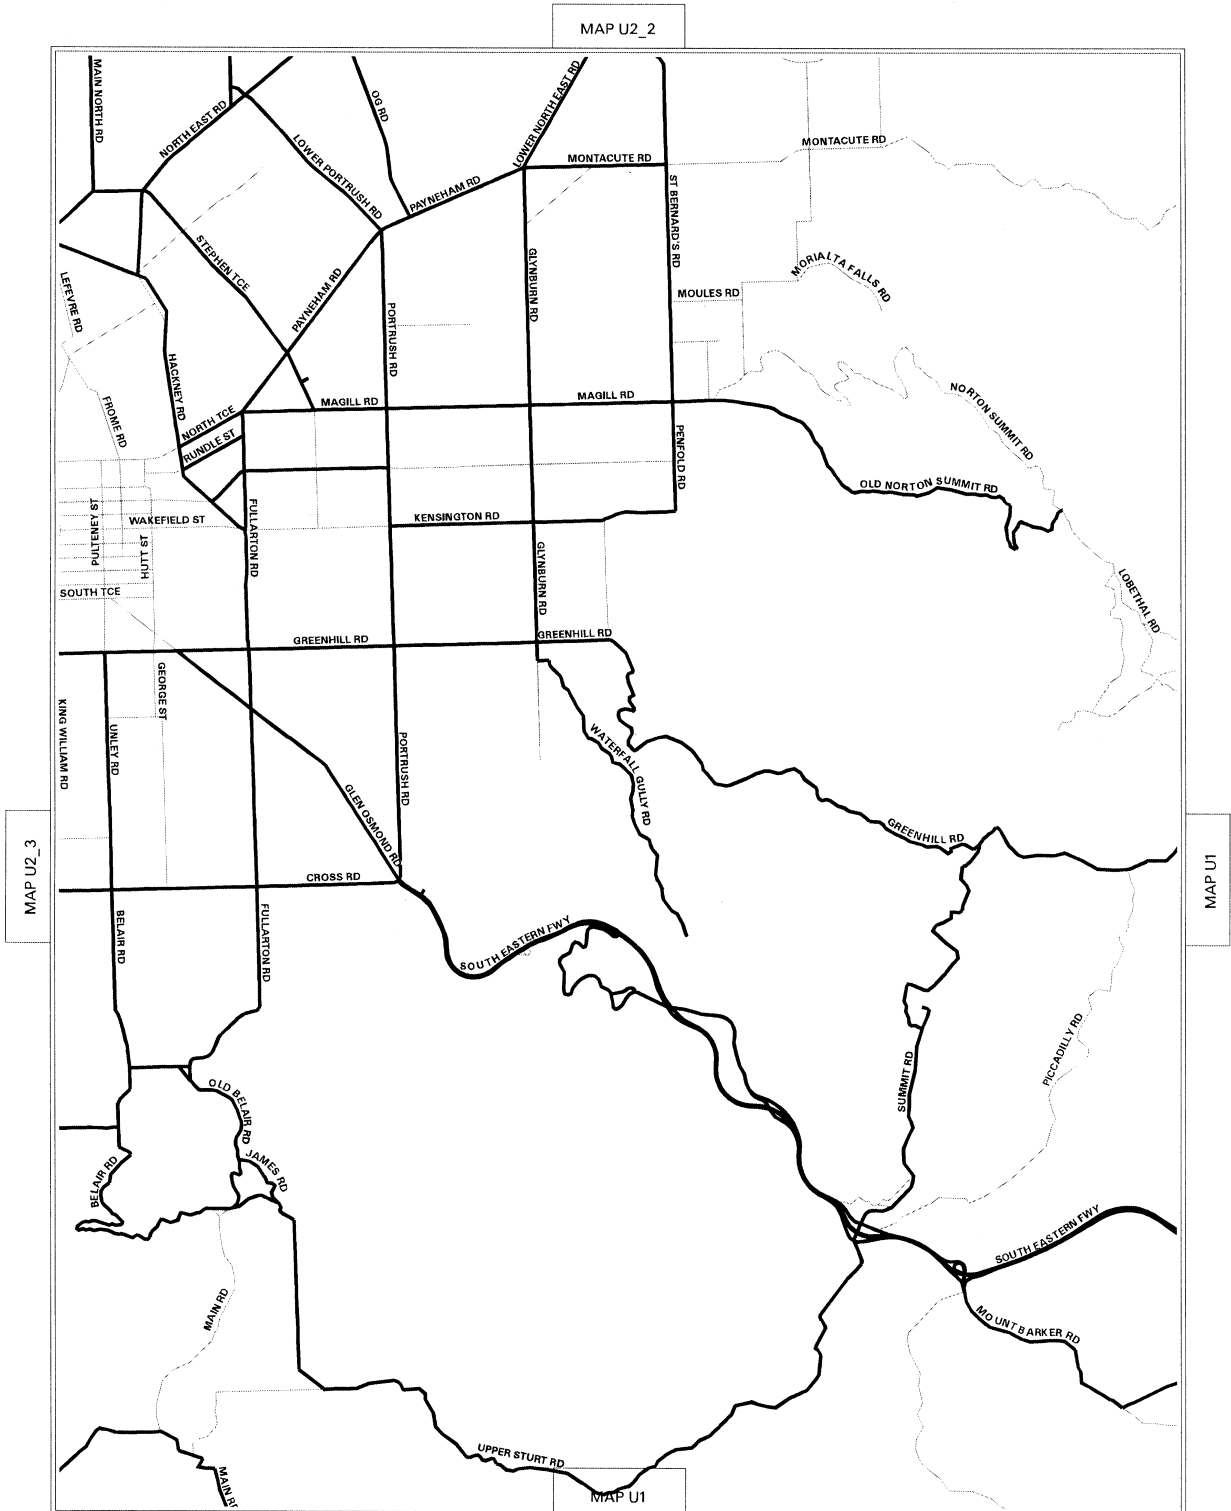 MAP U2_2
MAIN NORTH RD
NORTH EAST RD
OG RD
LOWER NORTH EAST RD
LOWER PORTRUSH RD
MONTACUTE RD
MONTACUTE RD
PAYNEHAM RD
ST BERNARD'S RD
STEPHEN TCE
LEFEVRE RD
PAYNEHAM RD
GLYNBURN RD
MORIALTA FALLS RD
MOULES RD
PORTRUSH RD
HACKNEY RD
FROME RD
NORTH TCE
RUNDLE ST
MAGILL RD
MAGILL RD
NORTON SUMMIT RD
PENFOLD RD
OLD NORTON SUMMIT RD
PULTENEY ST
WAKEFIELD ST
HUTT ST
FULLARTON RD
KENSINGTON RD
GLYNBURN RD
LOBETHAL RD
SOUTH TCE
GREENHILL RD
GREENHILL RD
GEORGE ST
KING WILLIAM RD
UNLEY RD
PORTRUSH RD
WATERFALL GULLY RD
GLEN OSMOND RD
GREENHILL RD
MAP U2_3
MAP U1
CROSS RD
BELAIR RD
FULLARTON RD
SOUTH EASTERN FWY
PICCADILLY RD
SUMMIT RD
OLD BELAIR RD
JAMES RD
BELAIR RD
SOUTH EASTERN FWY
MAIN RD
MOUNT BARKER RD
UPPER STURT RD
MAIN RD
MAP U1